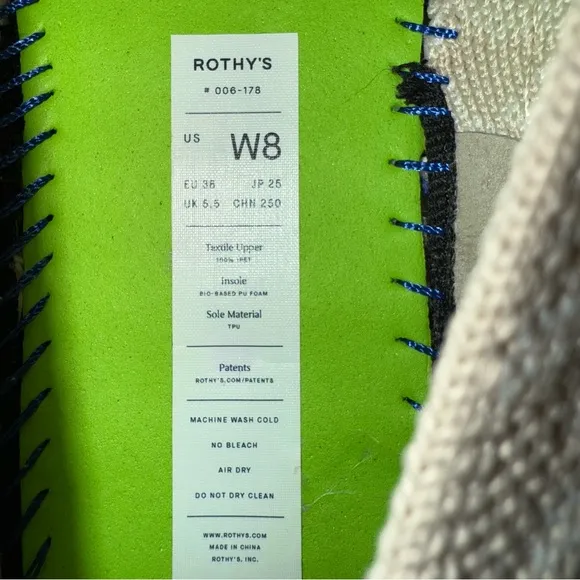 ROTHY'S
# 006-178
US W8
EU 38 JP 25
UK 5.5 CHN 250
Textile Upper
100% rPET
Insole
BIO-BASED PU FOAM
Sole Material
TPU
Patents
ROTHYS.COM/PATENTS
MACHINE WASH COLD
NO BLEACH
AIR DRY
DO NOT DRY CLEAN
WWW.ROTHYS.COM
MADE IN CHINA
ROTHY'S, INC.